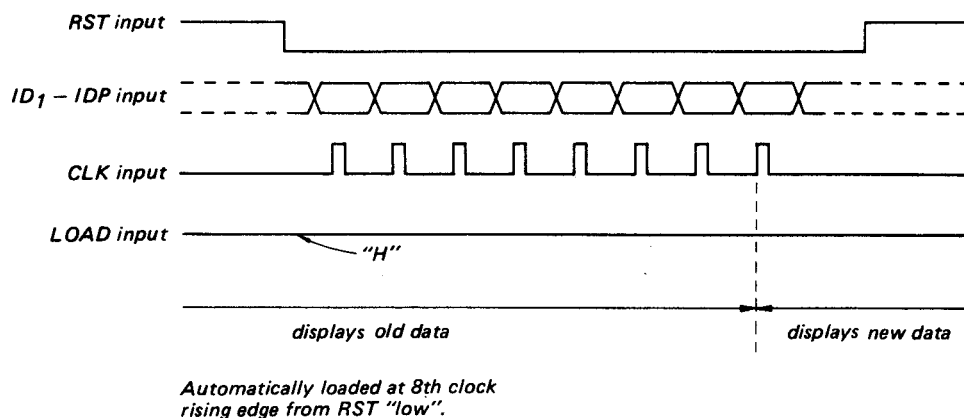 RST input
ID1 – IDP input
CLK input
LOAD input
"H"
displays old data
displays new data
Automatically loaded at 8th clock
rising edge from RST "low".